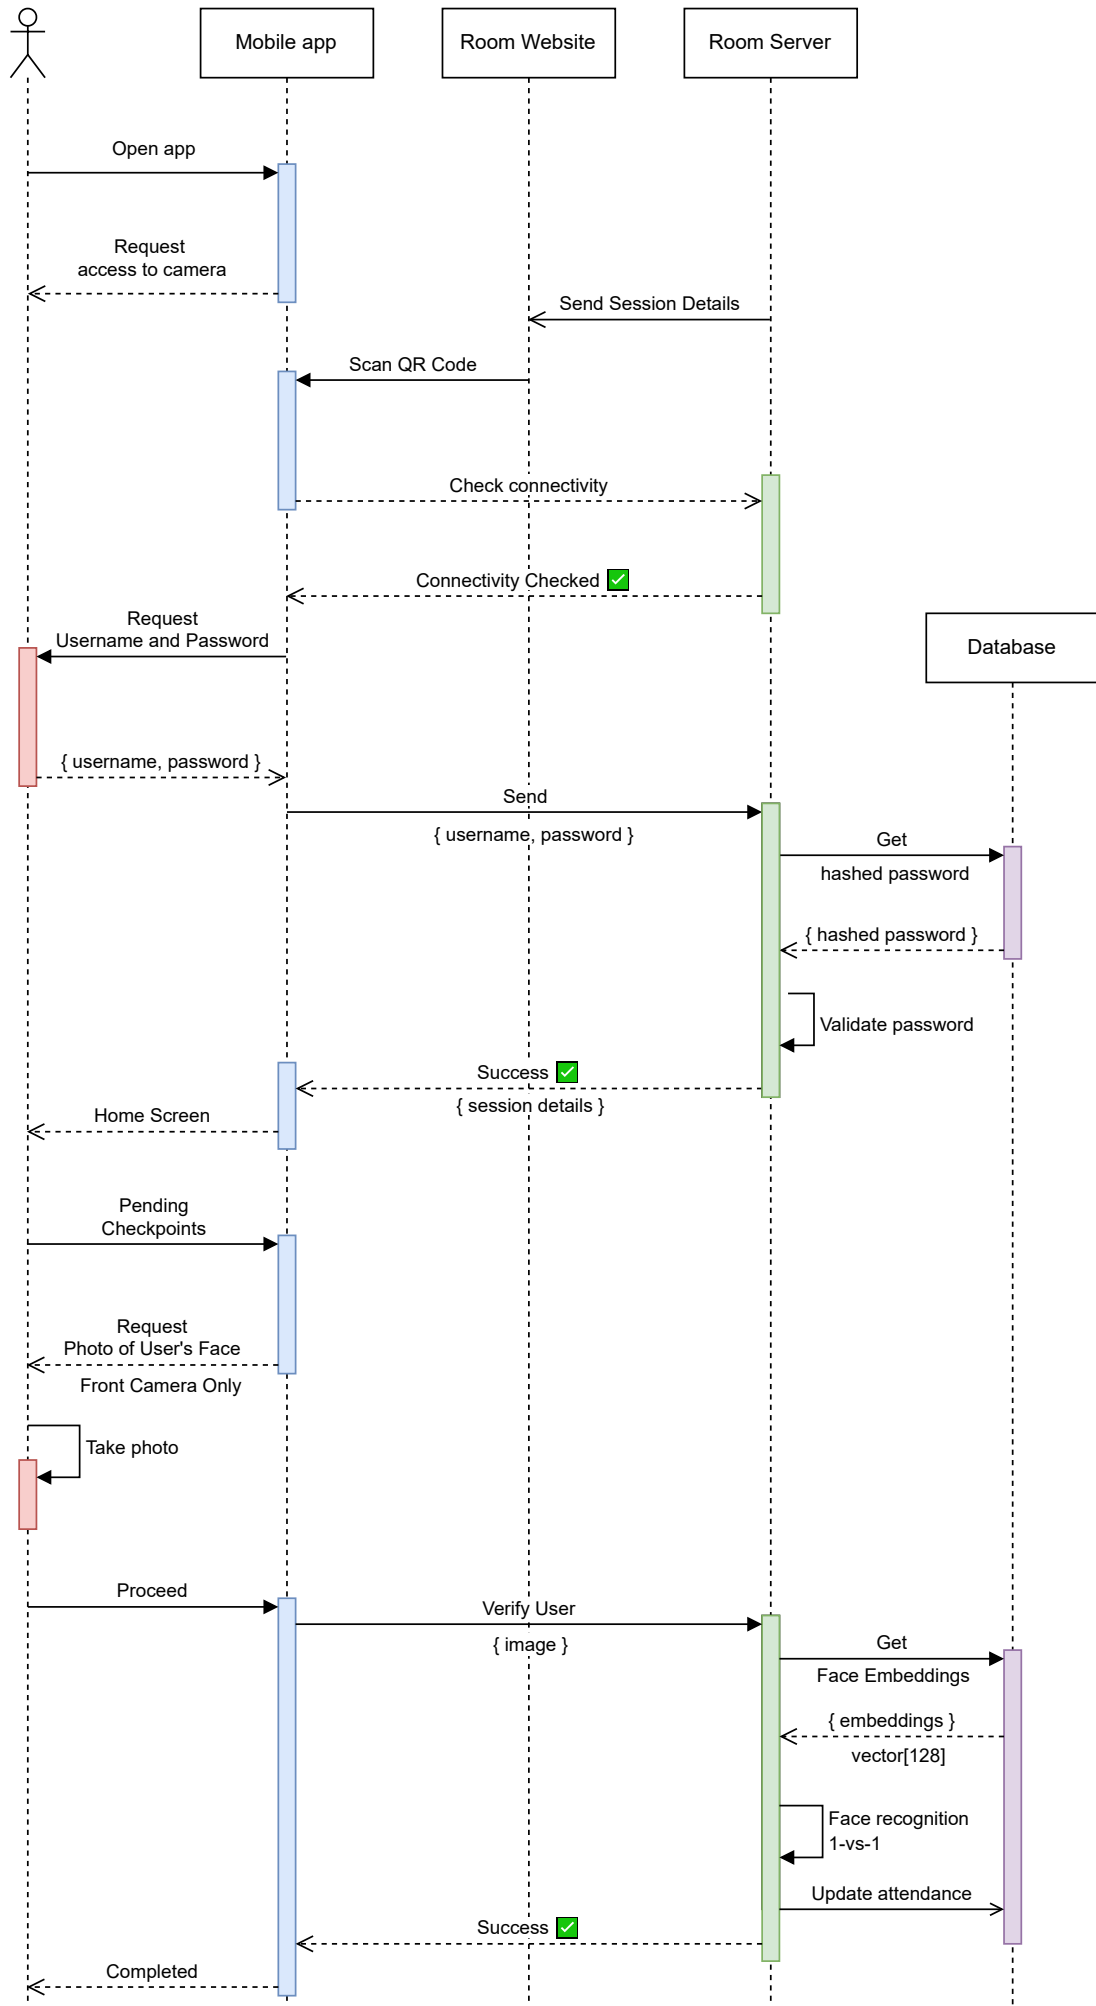 Mobile app
Room Website
Room Server
Open app
Request
access to camera
Send Session Details
Scan QR Code
Check connectivity
Connectivity Checked ✅
Request
Username and Password
Database
{ username, password }
Send
{ username, password }
Get
hashed password
{ hashed password }
Validate password
Success ✅
{ session details }
Home Screen
Pending
Checkpoints
Request
Photo of User's Face
Front Camera Only
Take photo
Proceed
Verify User
{ image }
Get
Face Embeddings
{ embeddings }
vector[128]
Face recognition
1-vs-1
Update attendance
Success ✅
Completed